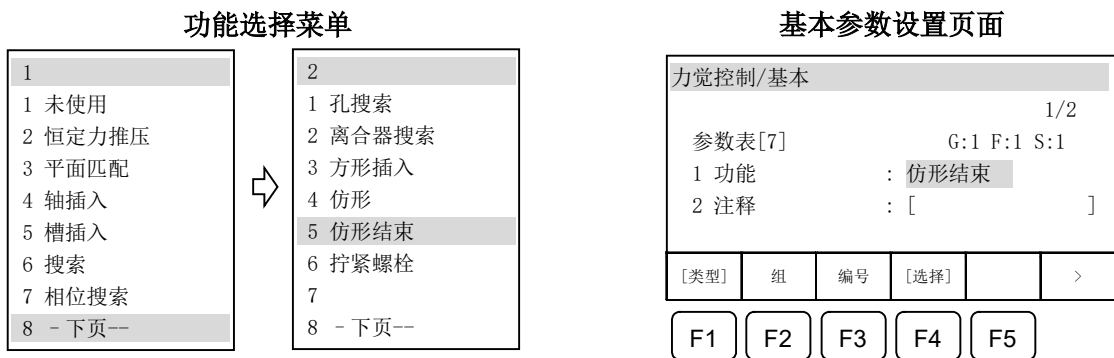 功能选择菜单
1
1 未使用
2 恒定力推压
3 平面匹配
4 轴插入
5 槽插入
6 搜索
7 相位搜索
8 －下页--
2
1 孔搜索
2 离合器搜索
3 方形插入
4 仿形
5 仿形结束
6 拧紧螺栓
7
8 －下页--
基本参数设置页面
力觉控制/基本
1/2
参数表[7] G:1 F:1 S:1
1 功能 : 仿形结束
2 注释 : [ ]
[类型] 组 编号 [选择] >
F1 F2 F3 F4 F5